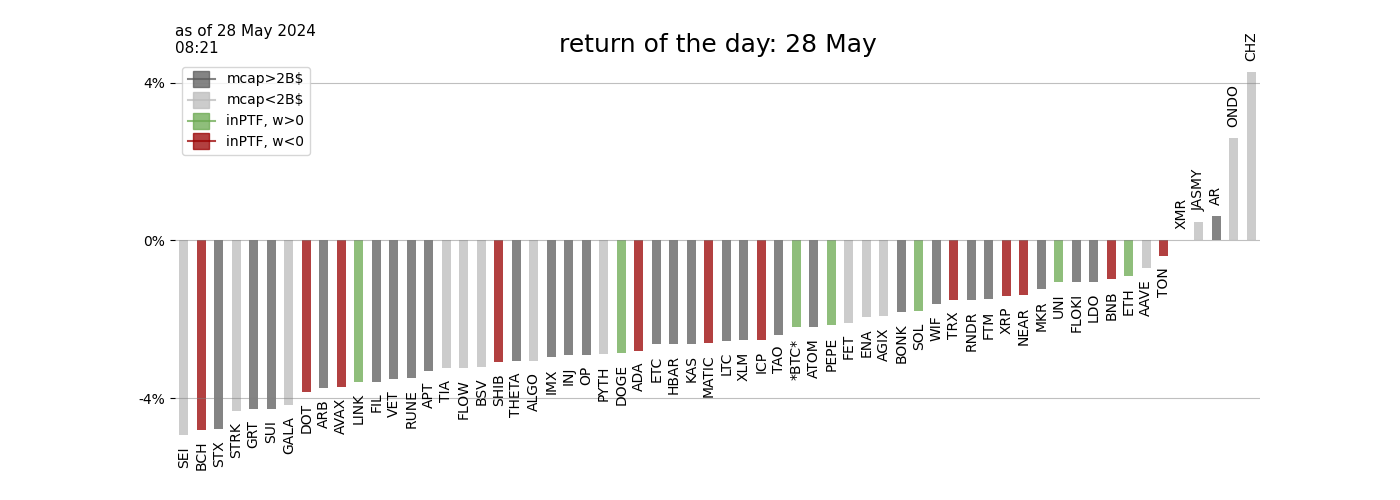 as of 28 May 2024
08:21
return of the day: 28 May
mcap>2B$
mcap<2B$
inPTF, w>0
inPTF, w<0
4%
0%
-4%
SEI
BCH
STX
STRK
GRT
SUI
GALA
DOT
ARB
AVAX
LINK
FIL
VET
RUNE
APT
TIA
FLOW
BSV
SHIB
THETA
ALGO
IMX
INJ
OP
PYTH
DOGE
ADA
ETC
HBAR
KAS
MATIC
LTC
XLM
ICP
TAO
*BTC*
ATOM
PEPE
FET
ENA
AGIX
BONK
SOL
WIF
TRX
RNDR
FTM
XRP
NEAR
MKR
UNI
FLOKI
LDO
BNB
ETH
AAVE
TON
XMR
JASMY
AR
ONDO
CHZ